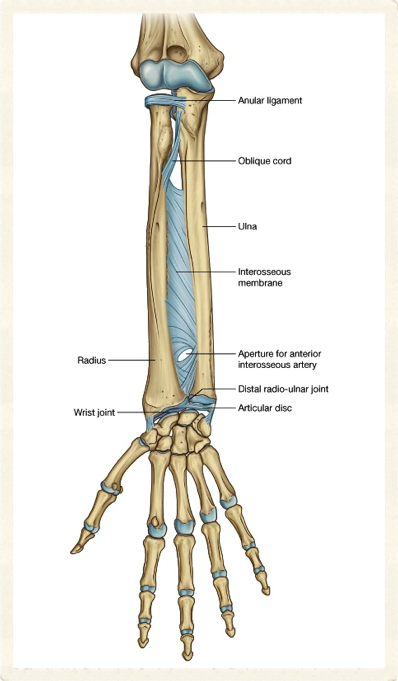 Anular ligament
Oblique cord
Ulna
Interosseous
membrane
Radius
Aperture for anterior
interosseous artery
Distal radio-ulnar joint
Wrist joint
Articular disc